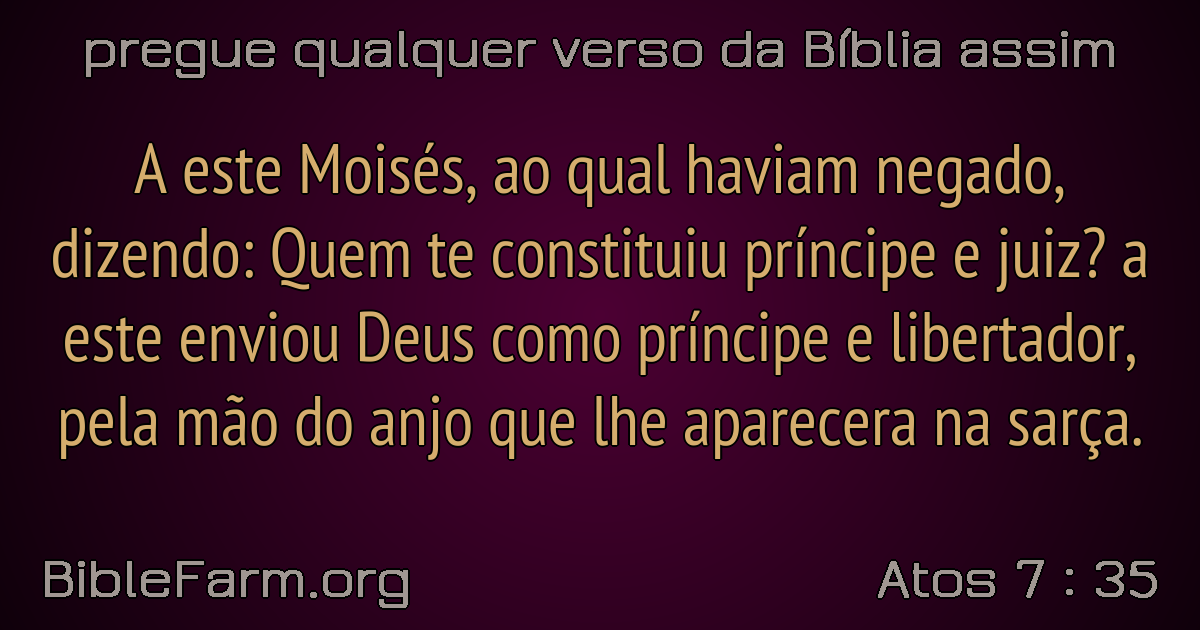 pregue qualquer verso da Bíblia assim
A este Moisés, ao qual haviam negado,
dizendo: Quem te constituiu príncipe e juiz? a
este enviou Deus como príncipe e libertador,
pela mão do anjo que lhe aparecera na sarça.
BibleFarm.org
Atos 7 : 35